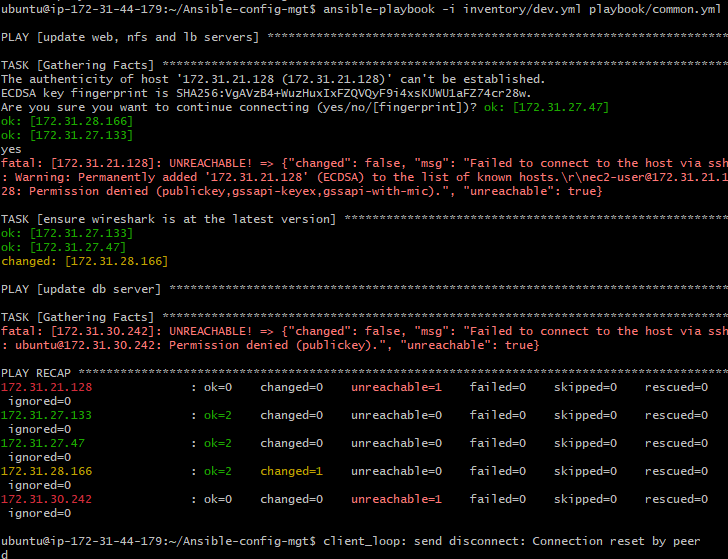 ubuntu@ip-172-31-44-179:~/Ansible-config-mgt$ ansible-playbook -i inventory/dev.yml playbook/common.yml
PLAY [update web, nfs and lb servers] ******************************************************************
TASK [Gathering Facts] *********************************************************************************
The authenticity of host '172.31.21.128 (172.31.21.128)' can't be established.
ECDSA key fingerprint is SHA256:VgAVzB4+WuzHuxIxFZQVQyF9i4xsKUWU1aFZ74cr28w.
Are you sure you want to continue connecting (yes/no/[fingerprint])? ok: [172.31.27.47]
ok: [172.31.28.166]
ok: [172.31.27.133]
yes
fatal: [172.31.21.128]: UNREACHABLE! => {"changed": false, "msg": "Failed to connect to the host via ssh
: Warning: Permanently added '172.31.21.128' (ECDSA) to the list of known hosts.\r\nec2-user@172.31.21.1
28: Permission denied (publickey,gssapi-keyex,gssapi-with-mic).", "unreachable": true}
TASK [ensure wireshark is at the latest version] *******************************************************
ok: [172.31.27.133]
ok: [172.31.27.47]
changed: [172.31.28.166]
PLAY [update db server] ********************************************************************************
TASK [Gathering Facts] *********************************************************************************
fatal: [172.31.30.242]: UNREACHABLE! => {"changed": false, "msg": "Failed to connect to the host via ssh
: ubuntu@172.31.30.242: Permission denied (publickey).", "unreachable": true}
PLAY RECAP *********************************************************************************************
172.31.21.128 : ok=0 changed=0 unreachable=1 failed=0 skipped=0 rescued=0
ignored=0
172.31.27.133 : ok=2 changed=0 unreachable=0 failed=0 skipped=0 rescued=0
ignored=0
172.31.27.47 : ok=2 changed=0 unreachable=0 failed=0 skipped=0 rescued=0
ignored=0
172.31.28.166 : ok=2 changed=1 unreachable=0 failed=0 skipped=0 rescued=0
ignored=0
172.31.30.242 : ok=0 changed=0 unreachable=1 failed=0 skipped=0 rescued=0
ignored=0
ubuntu@ip-172-31-44-179:~/Ansible-config-mgt$ client_loop: send disconnect: Connection reset by peer
d